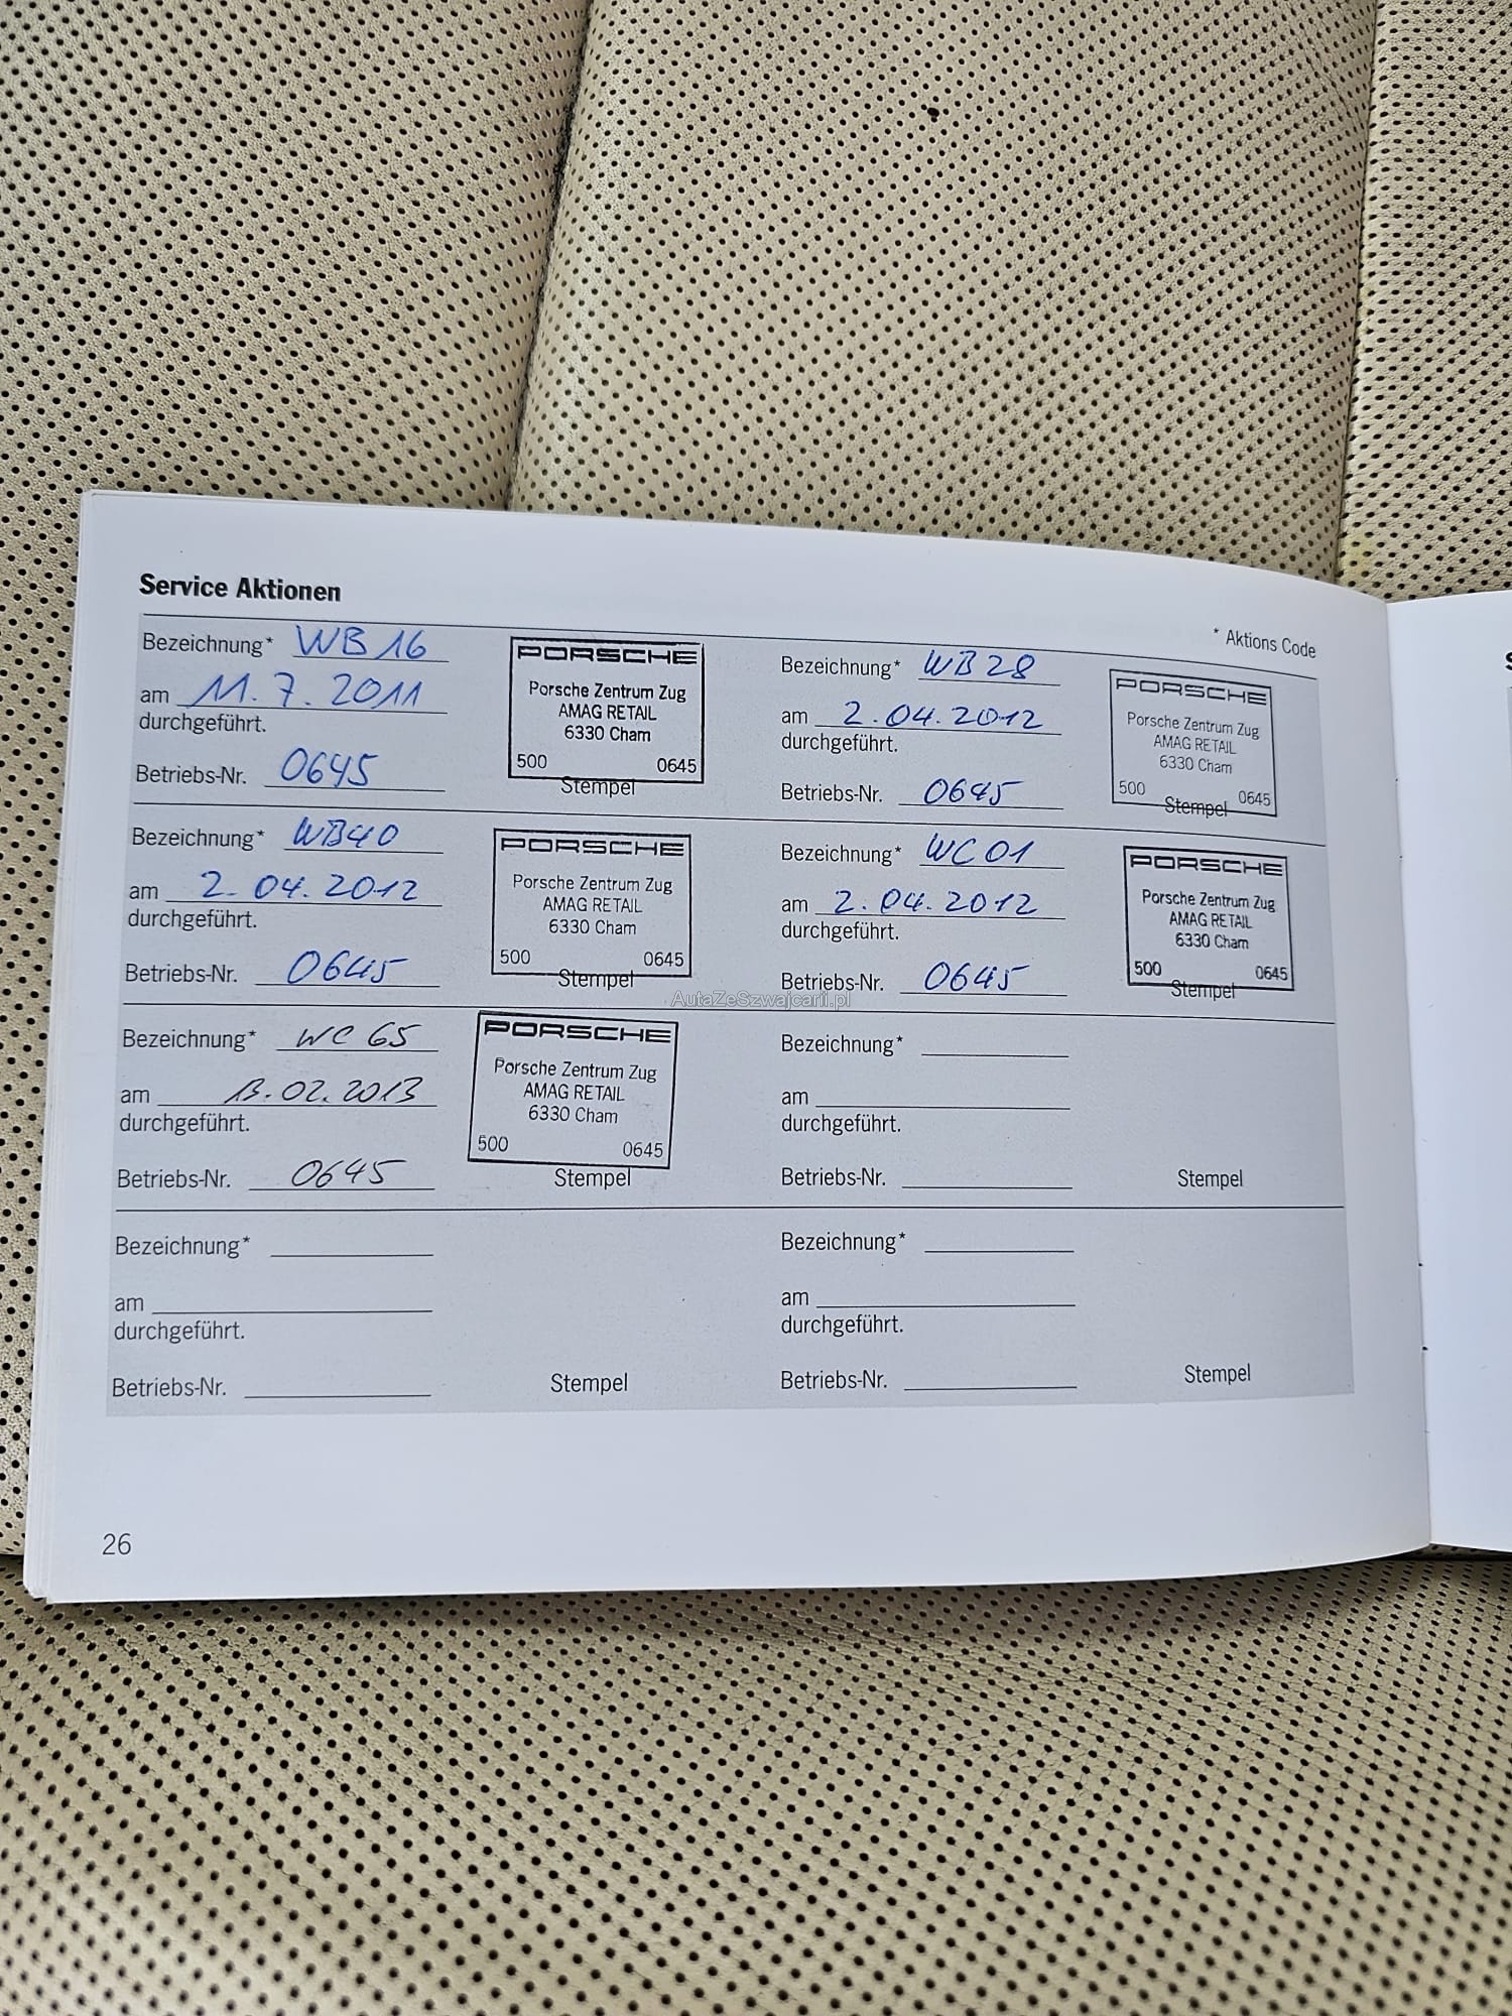 Service Aktionen
* Aktions Code
Bezeichnung* WB 16
am 11.7.2011
durchgeführt.
Betriebs-Nr. 0645
PORSCHE
Porsche Zentrum Zug
AMAG RETAIL
6330 Cham
500 0645
Stempel
Bezeichnung* WB 28
am 2.04.2012
durchgeführt.
Betriebs-Nr. 0645
PORSCHE
Porsche Zentrum Zug
AMAG RETAIL
6330 Cham
500 0645
Stempel
Bezeichnung* WB40
am 2.04.2012
durchgeführt.
Betriebs-Nr. 0645
PORSCHE
Porsche Zentrum Zug
AMAG RETAIL
6330 Cham
500 0645
Stempel
Bezeichnung* WC01
am 2.04.2012
durchgeführt.
Betriebs-Nr. 0645
PORSCHE
Porsche Zentrum Zug
AMAG RETAIL
6330 Cham
500 0645
Stempel
AutaZeSzwajcarii.pl
Bezeichnung* WC 65
am 13.02.2013
durchgeführt.
Betriebs-Nr. 0645
PORSCHE
Porsche Zentrum Zug
AMAG RETAIL
6330 Cham
500 0645
Stempel
Bezeichnung*
am
durchgeführt.
Betriebs-Nr.
Stempel
Bezeichnung*
am
durchgeführt.
Betriebs-Nr.
Stempel
Bezeichnung*
am
durchgeführt.
Betriebs-Nr.
Stempel
26